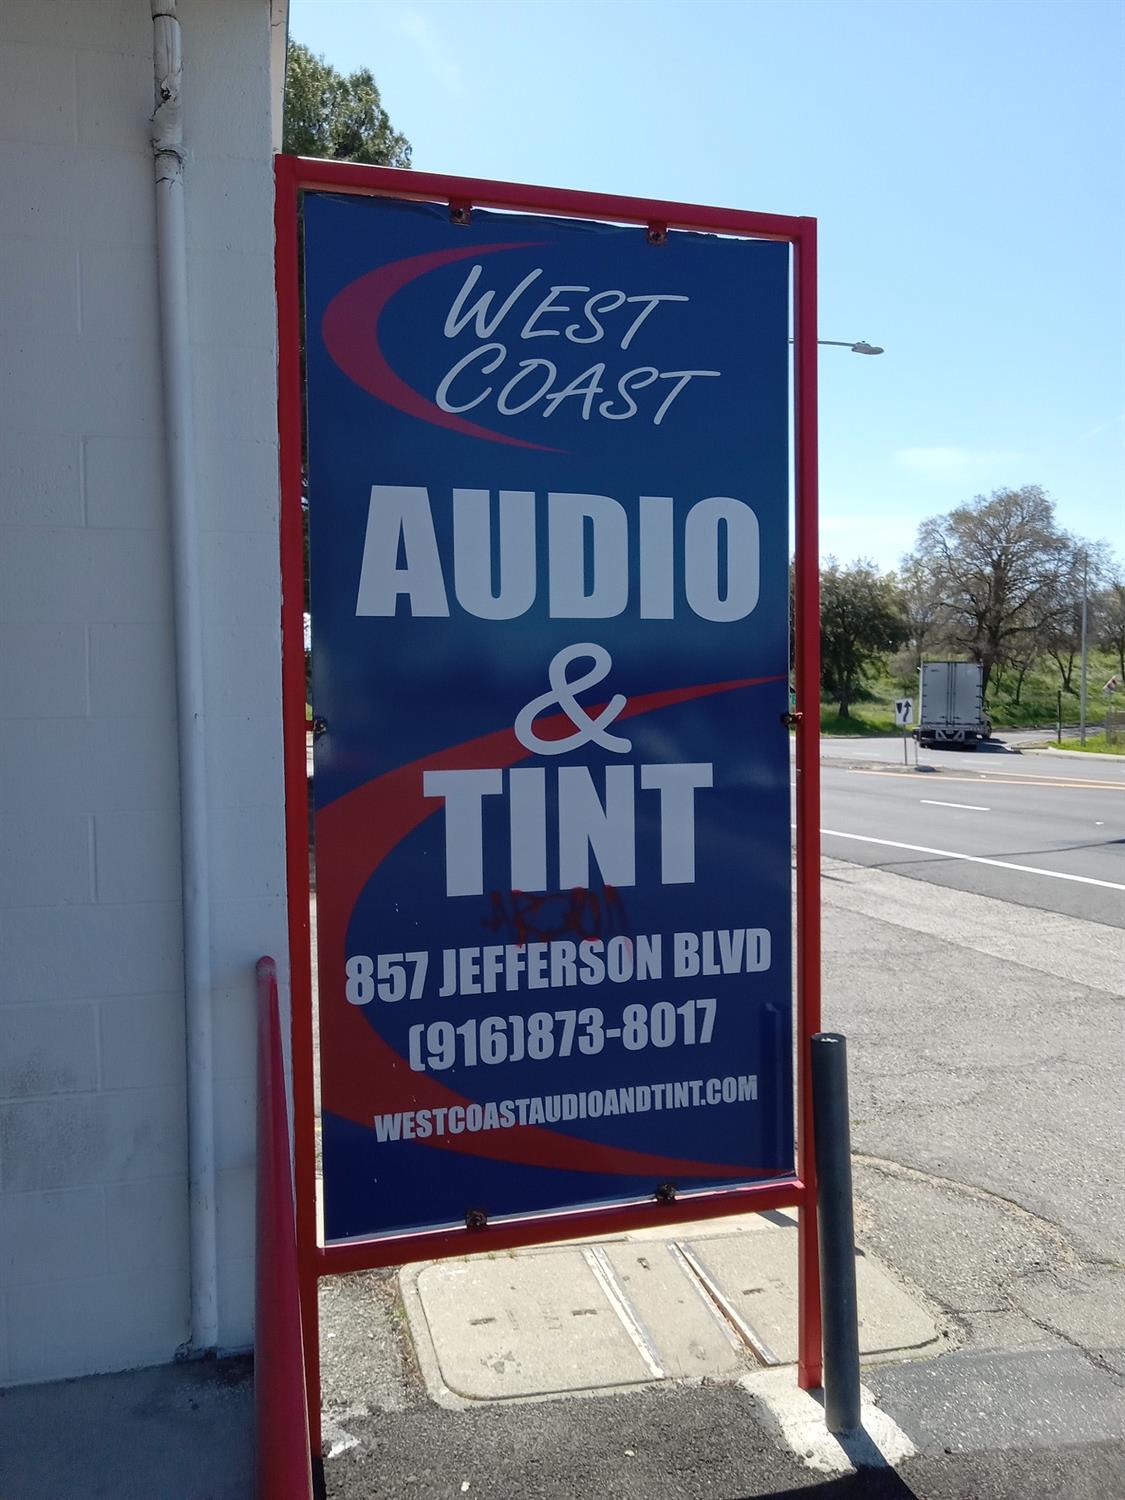 WEST
COAST
AUDIO
&
TINT
857 JEFFERSON BLVD
(916)873-8017
WESTCOASTAUDIOANDTINT.COM